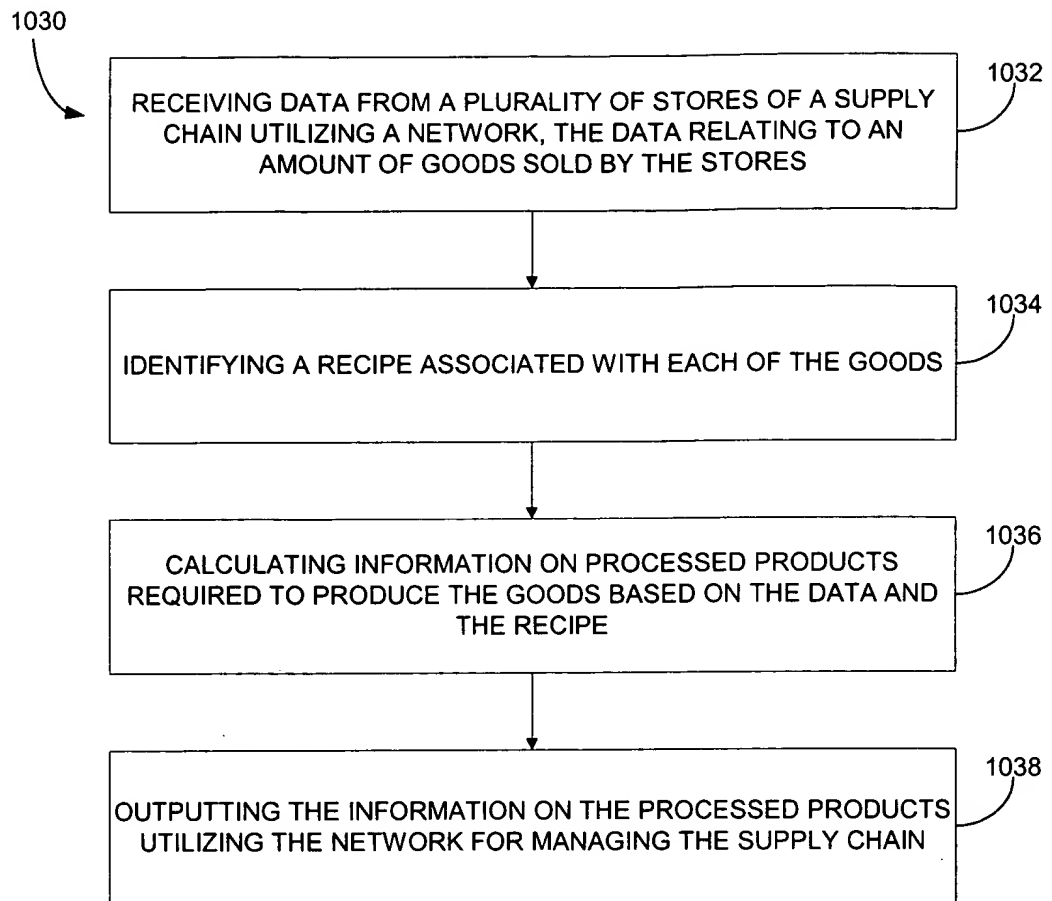 1030
1032
RECEIVING DATA FROM A PLURALITY OF STORES OF A SUPPLY
CHAIN UTILIZING A NETWORK, THE DATA RELATING TO AN
AMOUNT OF GOODS SOLD BY THE STORES
1034
IDENTIFYING A RECIPE ASSOCIATED WITH EACH OF THE GOODS
1036
CALCULATING INFORMATION ON PROCESSED PRODUCTS
REQUIRED TO PRODUCE THE GOODS BASED ON THE DATA AND
THE RECIPE
1038
OUTPUTTING THE INFORMATION ON THE PROCESSED PRODUCTS
UTILIZING THE NETWORK FOR MANAGING THE SUPPLY CHAIN